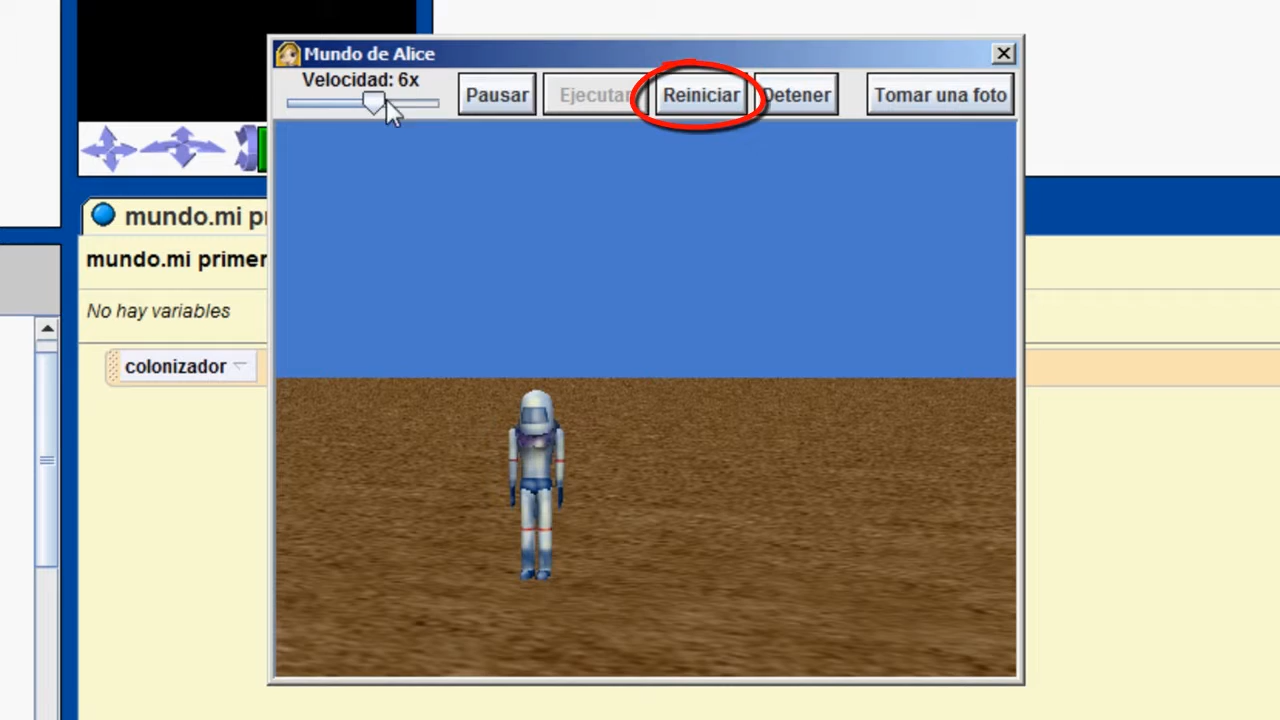 Mundo de Alice
Velocidad: 6x
Pausar
Ejecutar
Reiniciar
Detener
Tomar una foto
mundo.mi
mundo.mi primer
No hay variables
colonizador